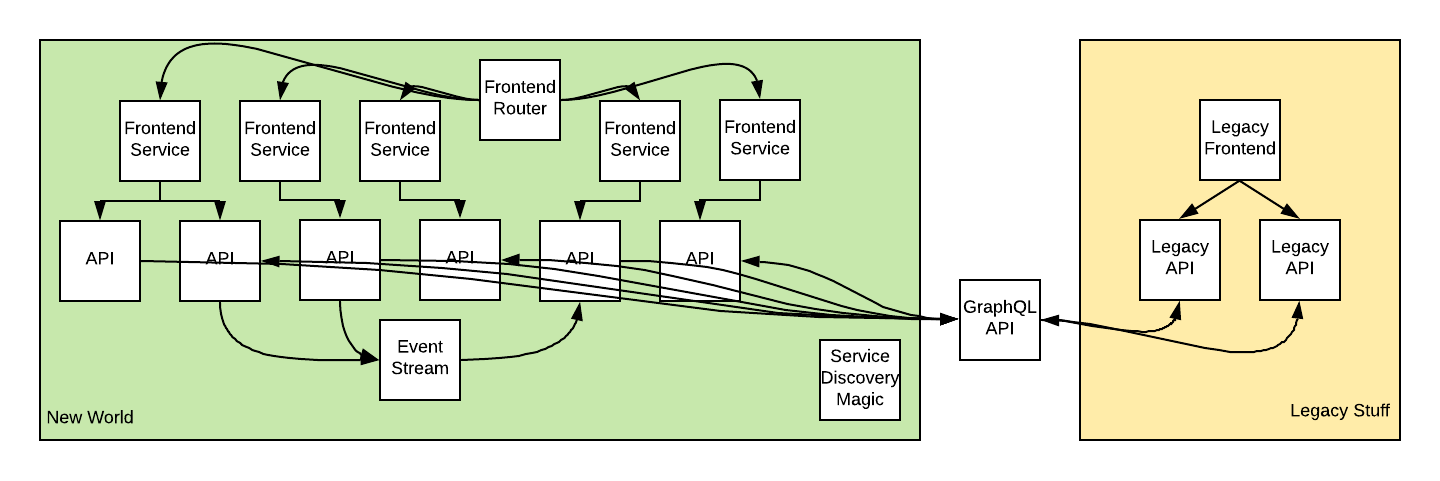 Frontend
Router
Frontend
Service
Frontend
Service
Frontend
Service
Frontend
Service
Frontend
Service
API
API
API
API
API
API
Event
Stream
Service
Discovery
Magic
New World
GraphQL
API
Legacy
Frontend
Legacy
API
Legacy
API
Legacy Stuff